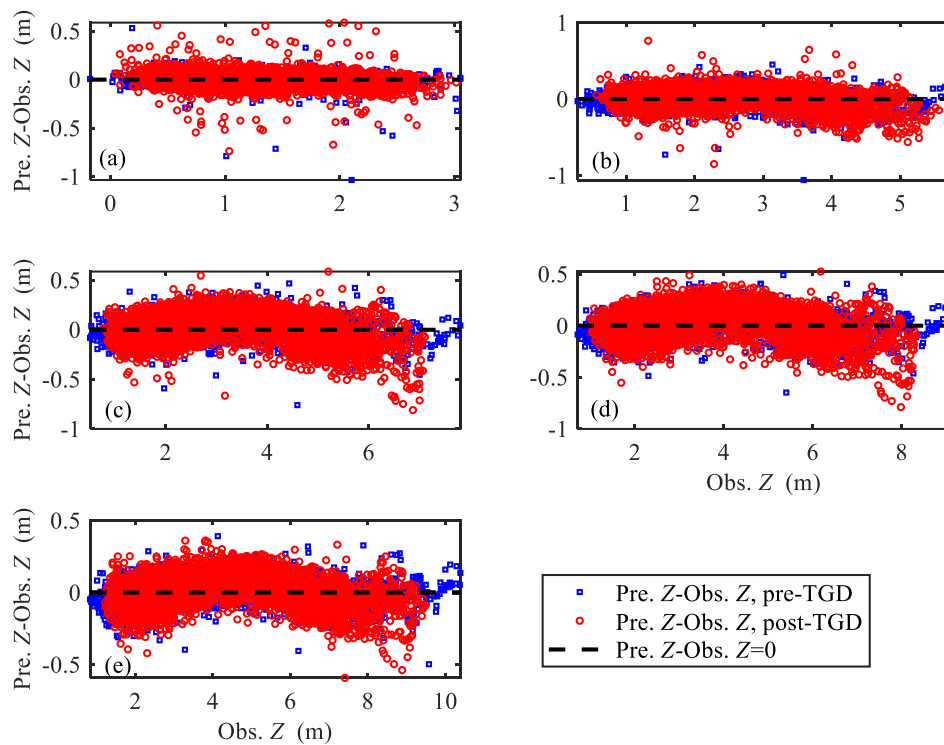 Pre. Z-Obs. Z (m)
0.5
0
-0.5
-1
(a)
0 1 2 3
1
0
-1
(b)
1 2 3 4 5
Pre. Z-Obs. Z (m)
0.5
0
-0.5
-1
(c)
2 4 6
0.5
0
-0.5
-1
(d)
2 4 6 8
Obs. Z (m)
Pre. Z-Obs. Z (m)
0.5
0
-0.5
(e)
2 4 6 8 10
Obs. Z (m)
Pre. Z-Obs. Z, pre-TGD
Pre. Z-Obs. Z, post-TGD
Pre. Z-Obs. Z=0